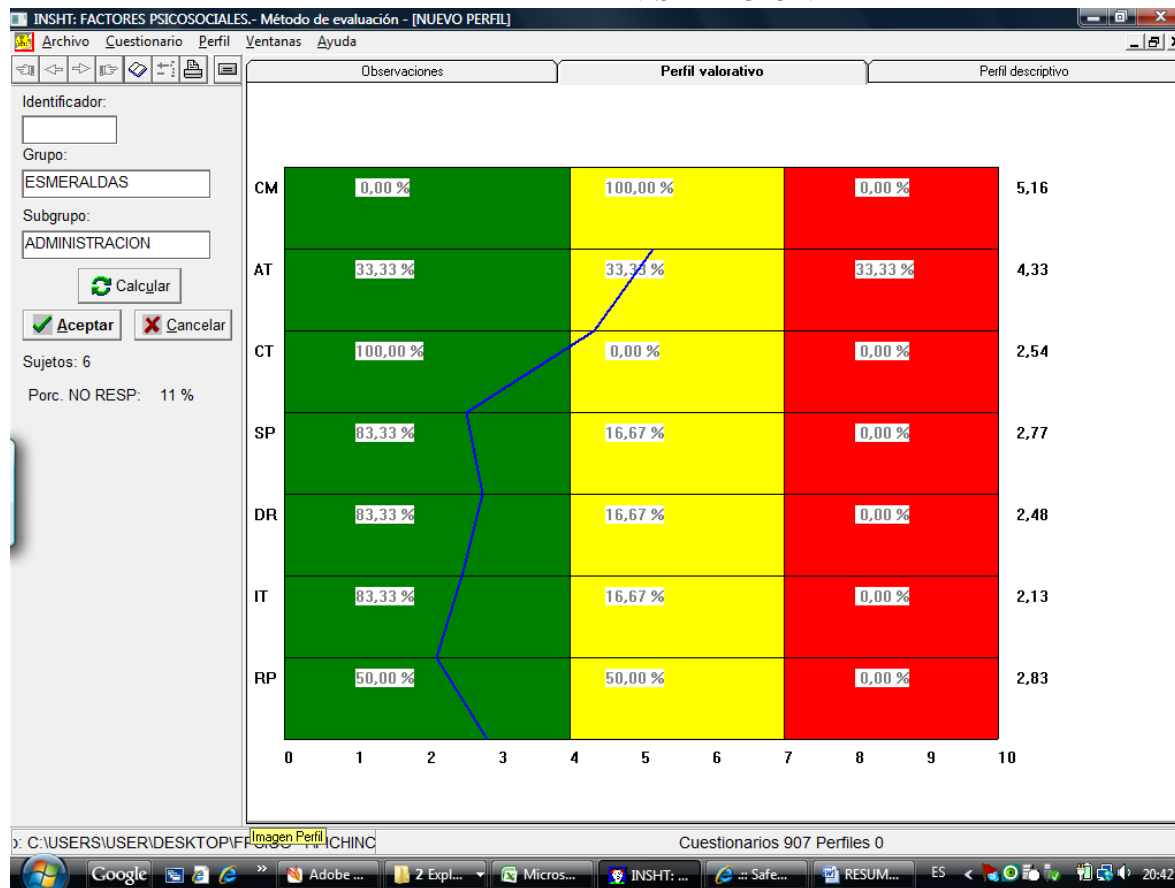 INSHT: FACTORES PSICOSOCIALES.- Método de evaluación - [NUEVO PERFIL]
Archivo Cuestionario Perfil Ventanas Ayuda
Observaciones Perfil valorativo Perfil descriptivo
Identificador:
Grupo:
ESMERALDAS
Subgrupo:
ADMINISTRACION
Calcular
Aceptar Cancelar
Sujetos: 6
Porc. NO RESP: 11 %
CM 0,00 % 100,00 % 0,00 % 5,16
AT 33,33 % 33,33 % 33,33 % 4,33
CT 100,00 % 0,00 % 0,00 % 2,54
SP 83,33 % 16,67 % 0,00 % 2,77
DR 83,33 % 16,67 % 0,00 % 2,48
IT 83,33 % 16,67 % 0,00 % 2,13
RP 50,00 % 50,00 % 0,00 % 2,83
0 1 2 3 4 5 6 7 8 9 10
C:\USERS\USER\DESKTOP\F Imagen Perfil ICHINC Cuestionarios 907 Perfiles 0
Google Adobe ... 2 Expl... Micros... INSHT: ... .:: Safe... RESUM... ES 20:42